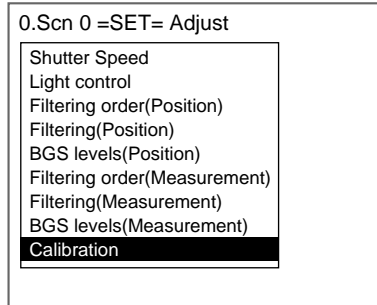 0.Scn 0 =SET= Adjust
Shutter Speed
Light control
Filtering order(Position)
Filtering(Position)
BGS levels(Position)
Filtering order(Measurement)
Filtering(Measurement)
BGS levels(Measurement)
Calibration